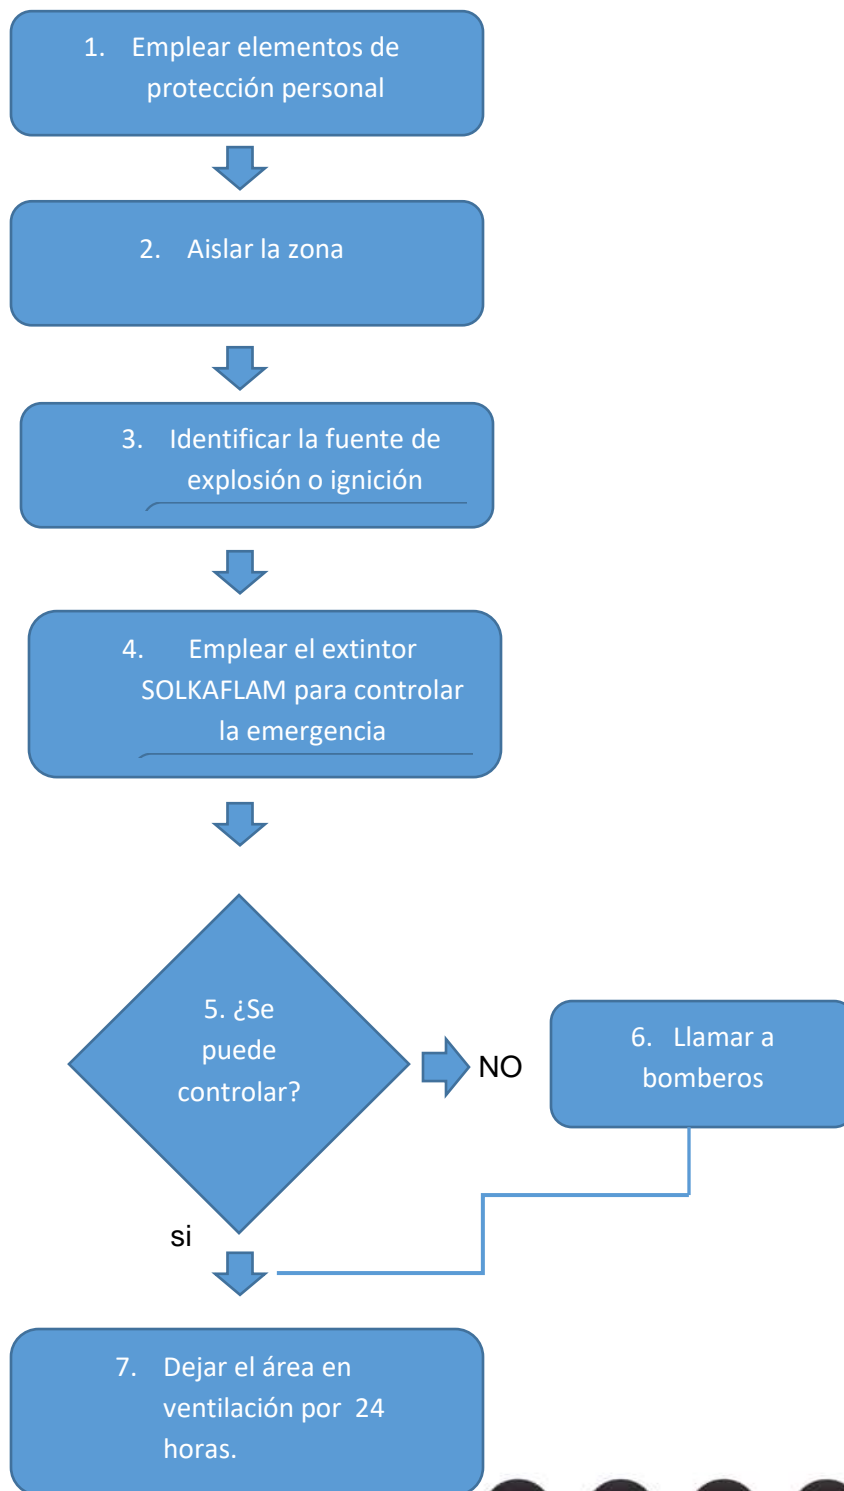 1. Emplear elementos de
protección personal
2. Aislar la zona
3. Identificar la fuente de
explosión o ignición
4. Emplear el extintor
SOLKAFLAM para controlar
la emergencia
5. ¿Se
puede
controlar?
NO
6. Llamar a
bomberos
si
7. Dejar el área en
ventilación por 24
horas.